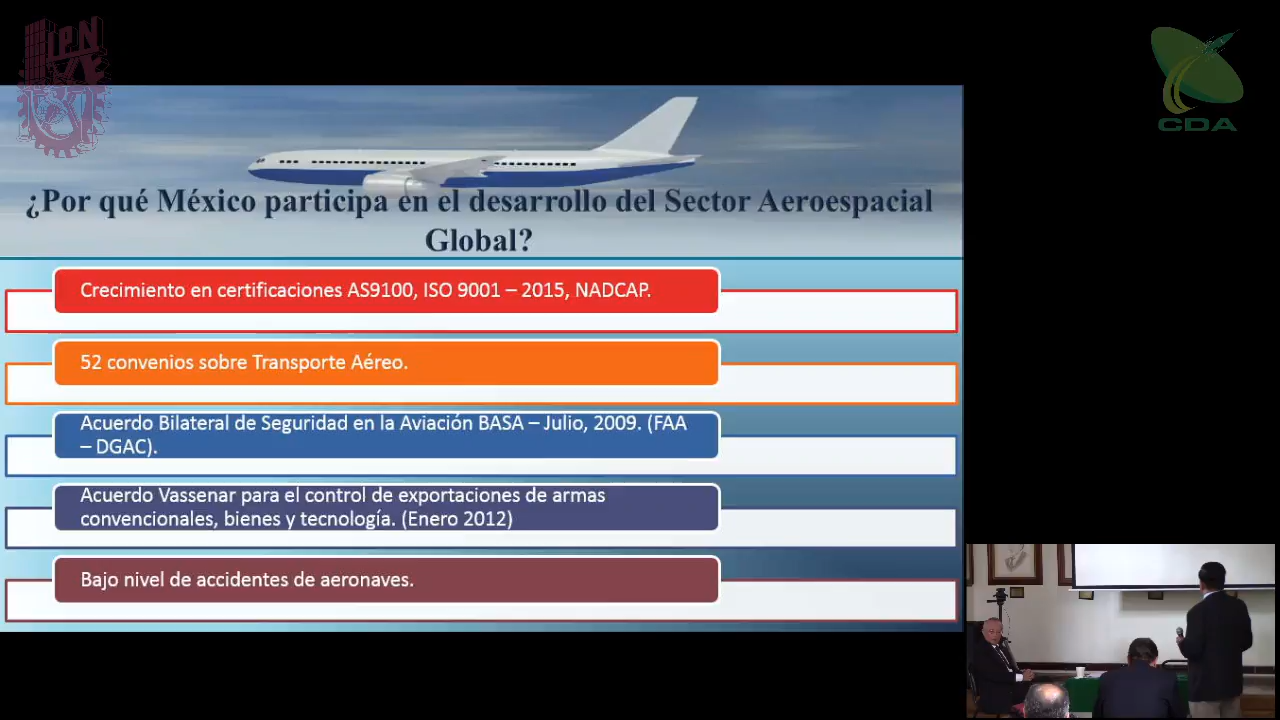 IPN
CDA
¿Por qué México participa en el desarrollo del Sector Aeroespacial
Global?
Crecimiento en certificaciones AS9100, ISO 9001 – 2015, NADCAP.
52 convenios sobre Transporte Aéreo.
Acuerdo Bilateral de Seguridad en la Aviación BASA – Julio, 2009. (FAA
– DGAC).
Acuerdo Vassenar para el control de exportaciones de armas
convencionales, bienes y tecnología. (Enero 2012)
Bajo nivel de accidentes de aeronaves.